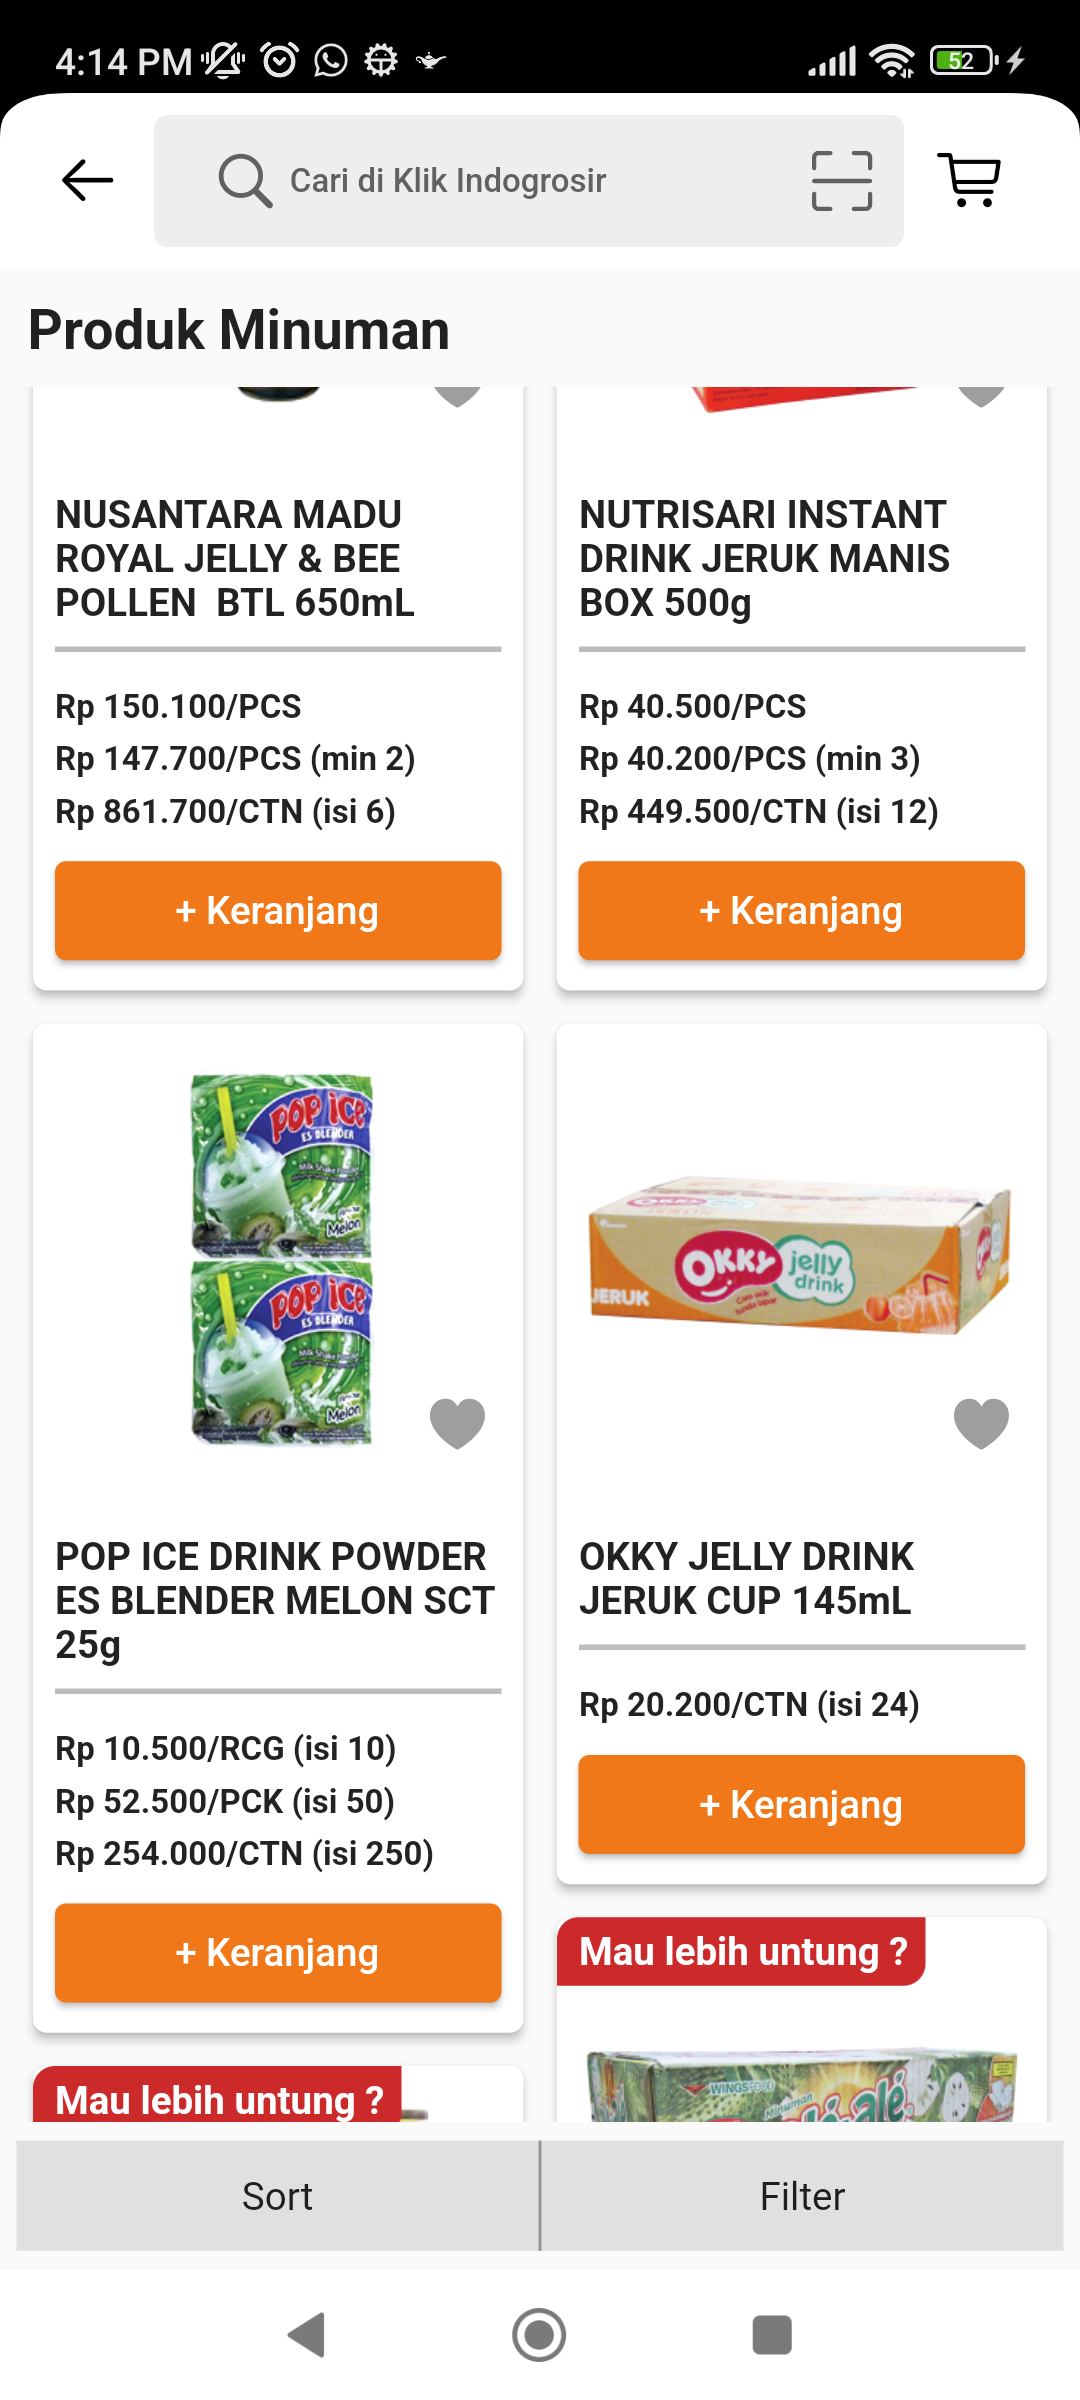 4:14 PM
52
Cari di Klik Indogrosir
Produk Minuman
NUSANTARA MADU
ROYAL JELLY & BEE
POLLEN  BTL 650mL
Rp 150.100/PCS
Rp 147.700/PCS (min 2)
Rp 861.700/CTN (isi 6)
+ Keranjang
NUTRISARI INSTANT
DRINK JERUK MANIS
BOX 500g
Rp 40.500/PCS
Rp 40.200/PCS (min 3)
Rp 449.500/CTN (isi 12)
+ Keranjang
POP ICE
ES BLENDER
Milk Shake Powder
Melon
POP ICE
ES BLENDER
Milk Shake Powder
Melon
POP ICE DRINK POWDER
ES BLENDER MELON SCT
25g
Rp 10.500/RCG (isi 10)
Rp 52.500/PCK (isi 50)
Rp 254.000/CTN (isi 250)
+ Keranjang
OKKY
jelly
drink
JERUK
OKKY JELLY DRINK
JERUK CUP 145mL
Rp 20.200/CTN (isi 24)
+ Keranjang
Mau lebih untung ?
Mau lebih untung ?
WINGSFOOD
Minuman
Sort
Filter